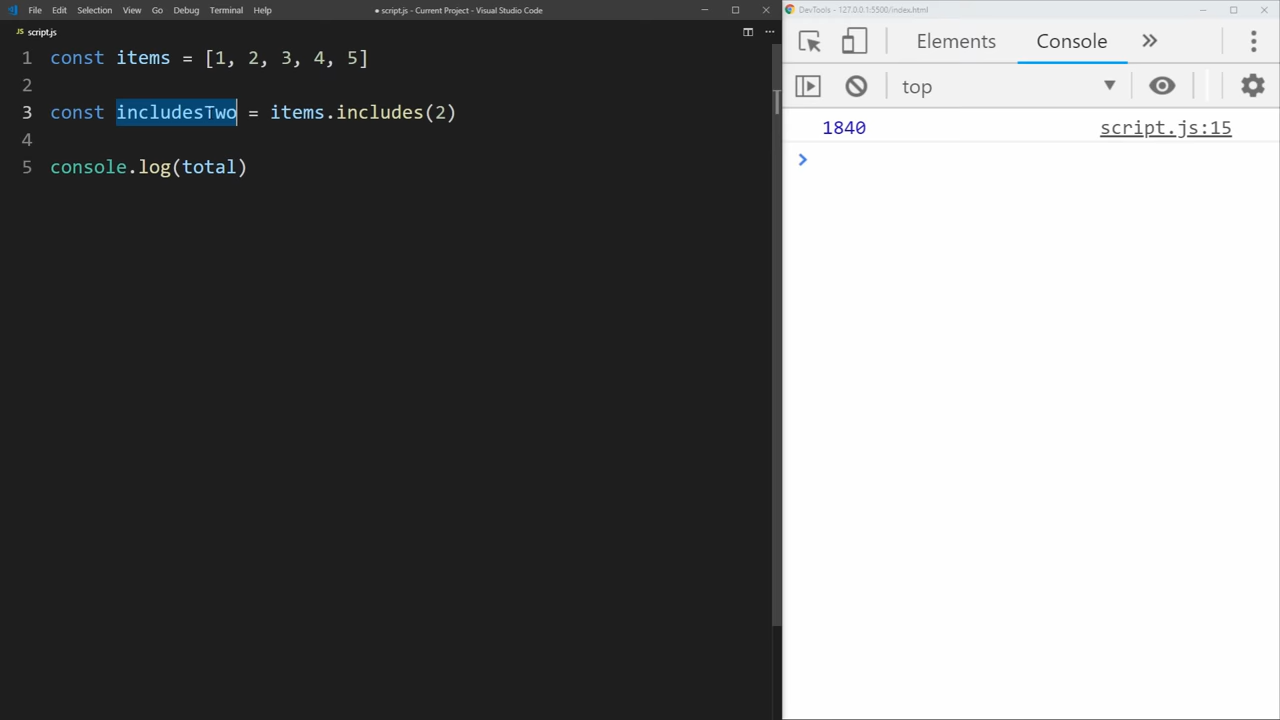 File Edit Selection View Go Debug Terminal Help ● script.js - Current Project - Visual Studio Code
JS script.js ···
1 const items = [1, 2, 3, 4, 5]
2
3 const includesTwo = items.includes(2)
4
5 console.log(total)
DevTools - 127.0.0.1:5500/index.html
Elements Console »
top
1840 script.js:15